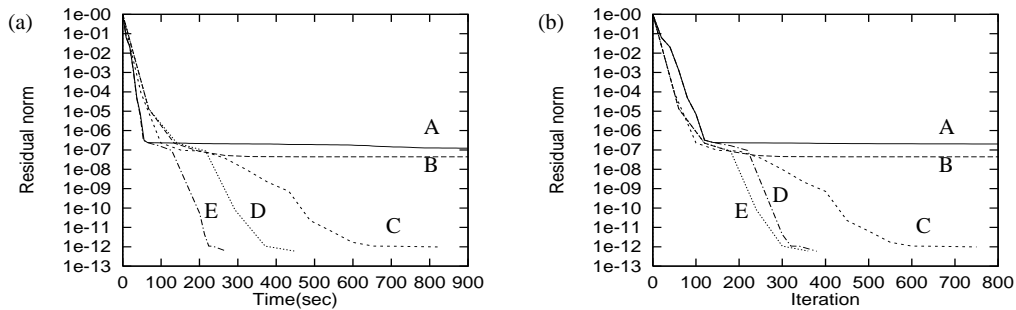 (a)
Residual norm
1e-00
1e-01
1e-02
1e-03
1e-04
1e-05
1e-06
1e-07
1e-08
1e-09
1e-10
1e-11
1e-12
1e-13
A
B
C
D
E
0 100 200 300 400 500 600 700 800 900
Time(sec)
(b)
Residual norm
1e-00
1e-01
1e-02
1e-03
1e-04
1e-05
1e-06
1e-07
1e-08
1e-09
1e-10
1e-11
1e-12
1e-13
A
B
C
D
E
0 100 200 300 400 500 600 700 800
Iteration